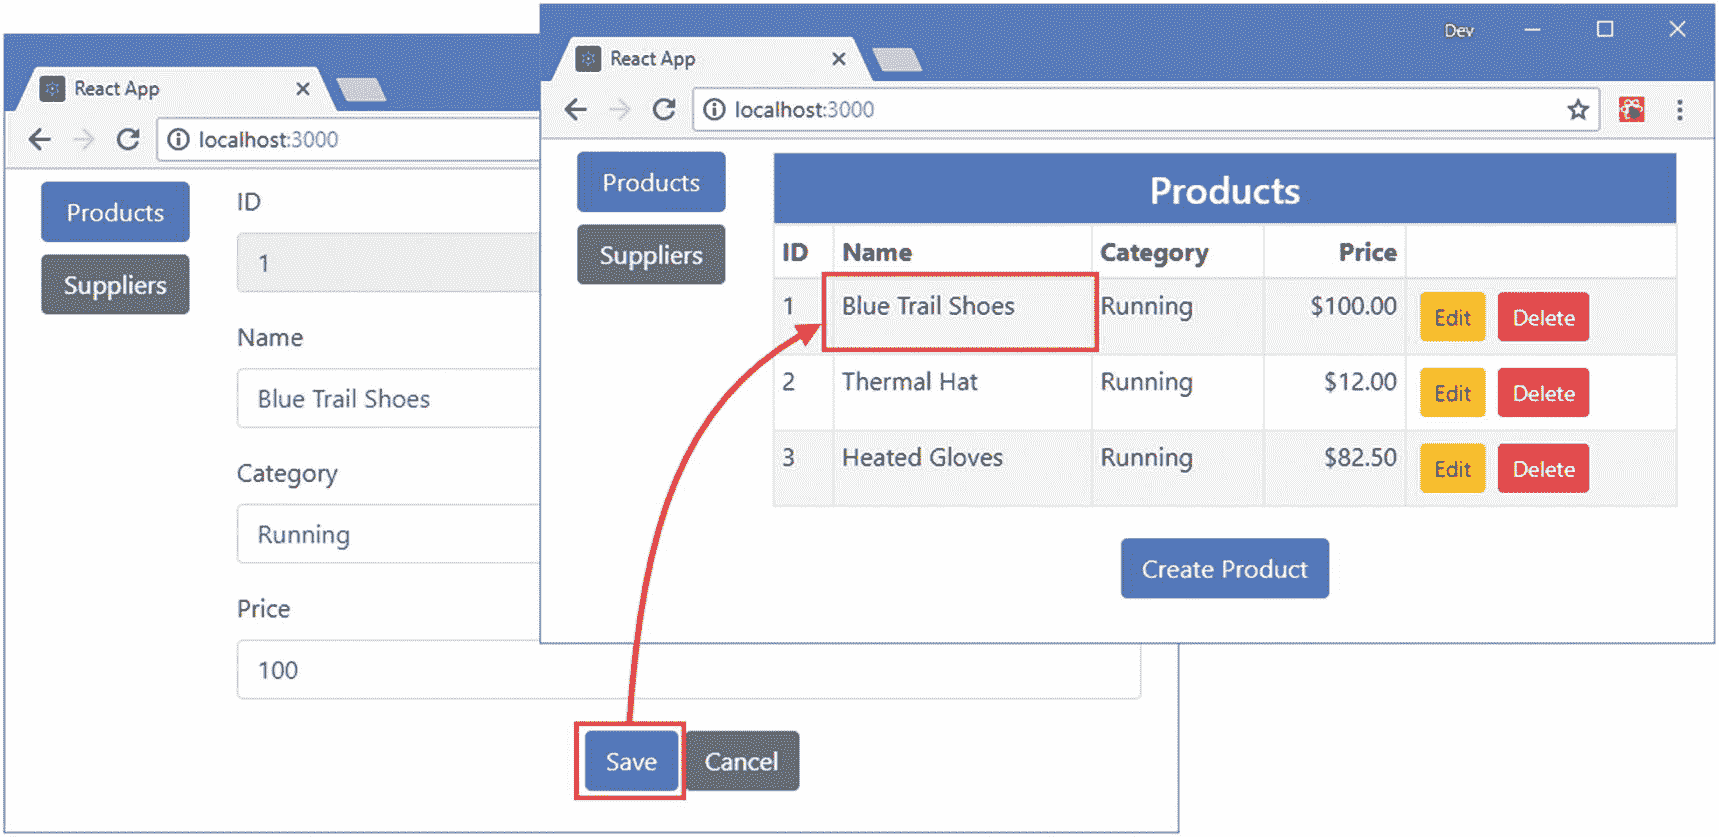 React App
localhost:3000
Products
Suppliers
ID
1
Name
Blue Trail Shoes
Category
Running
Price
100
Save Cancel
Dev
React App
localhost:3000
Products
Suppliers
Products
ID Name Category Price
1 Blue Trail Shoes Running $100.00 Edit Delete
2 Thermal Hat Running $12.00 Edit Delete
3 Heated Gloves Running $82.50 Edit Delete
Create Product